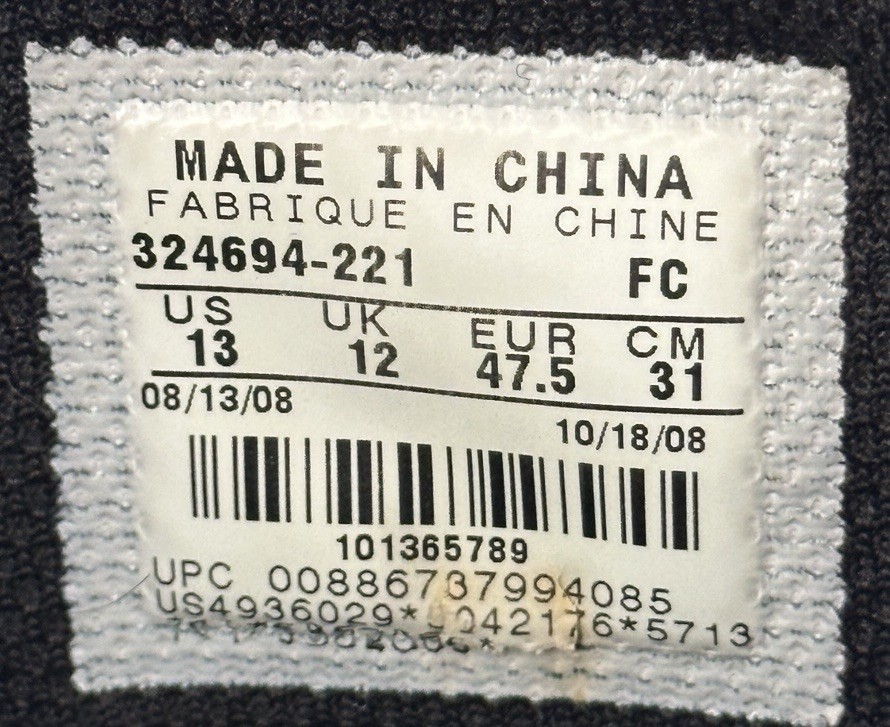 MADE IN CHINA
FABRIQUE EN CHINE
324694-221 FC
US UK EUR CM
13 12 47.5 31
08/13/08 10/18/08
101365789
UPC 00886737994085
US4936029*5042176*5713